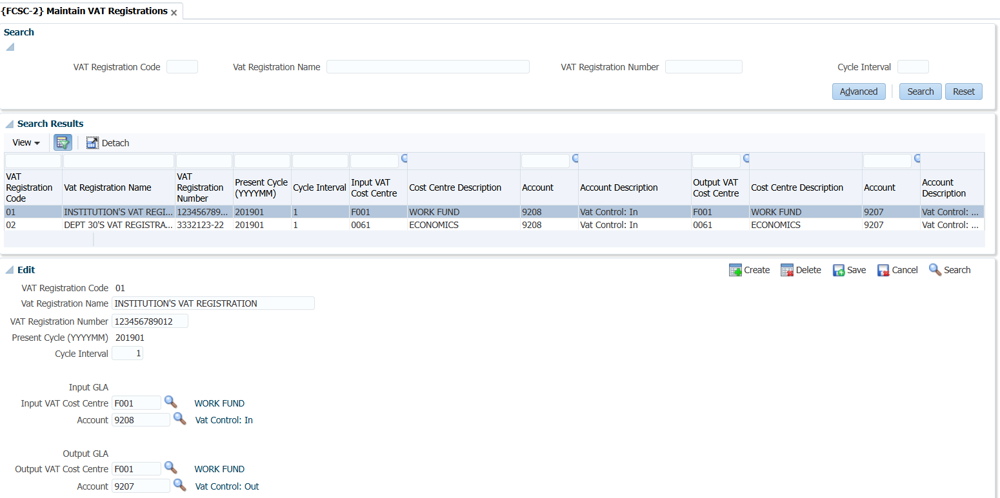 {FCSC-2} Maintain VAT Registrations ×
Search
VAT Registration Code Vat Registration Name VAT Registration Number Cycle Interval
Advanced Search Reset
Search Results
View Detach
VAT Registration Code Vat Registration Name VAT Registration Number Present Cycle (YYYYMM) Cycle Interval Input VAT Cost Centre Cost Centre Description Account Account Description Output VAT Cost Centre Cost Centre Description Account Account Description
01 INSTITUTION'S VAT REGI... 123456789... 201901 1 F001 WORK FUND 9208 Vat Control: In F001 WORK FUND 9207 Vat Control: ...
02 DEPT 30'S VAT REGISTRA... 3332123-22 201901 1 0061 ECONOMICS 9208 Vat Control: In 0061 ECONOMICS 9207 Vat Control: ...
Edit Create Delete Save Cancel Search
VAT Registration Code 01
Vat Registration Name INSTITUTION'S VAT REGISTRATION
VAT Registration Number 123456789012
Present Cycle (YYYYMM) 201901
Cycle Interval 1
Input GLA
Input VAT Cost Centre F001 WORK FUND
Account 9208 Vat Control: In
Output GLA
Output VAT Cost Centre F001 WORK FUND
Account 9207 Vat Control: Out